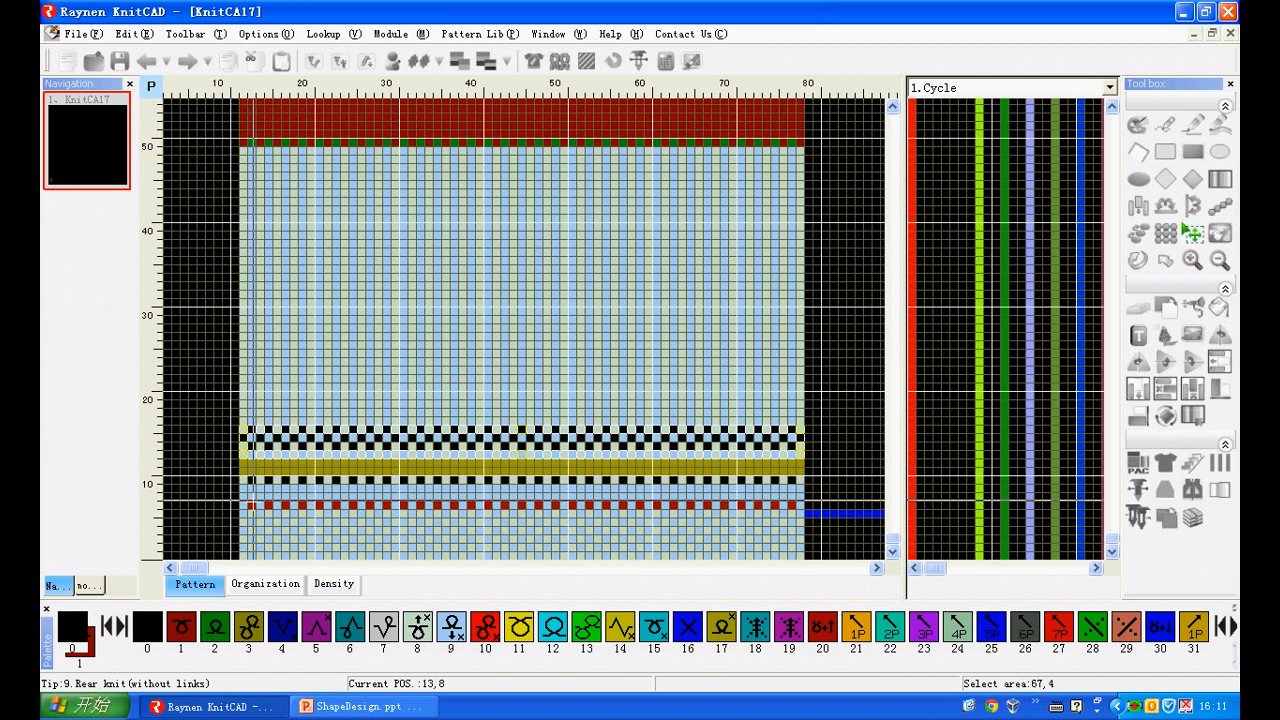 Raynen KnitCAD - [KnitCA17]
File(F) Edit(E) Toolbar (T) Options(O) Lookup (V) Module (M) Pattern Lib(P) Window (W) Help (H) Contact Us(C)
Navigation
1、KnitCA17
P
10 20 30 40 50 60 70 80
1.Cycle
Tool box
50
40
30
20
10
PAC
Na... mo...
Pattern Organization Density
Palette
1P 2P 3P 4P 5P 6P 7P 1P
0 0 1 2 3 4 5 6 7 8 9 10 11 12 13 14 15 16 17 18 19 20 21 22 23 24 25 26 27 28 29 30 31
1
Tip:9.Rear knit(without links) Current POS.:13,8 Select area:67,4
开始 Raynen KnitCAD -... ShapeDesign.ppt ... 16:11